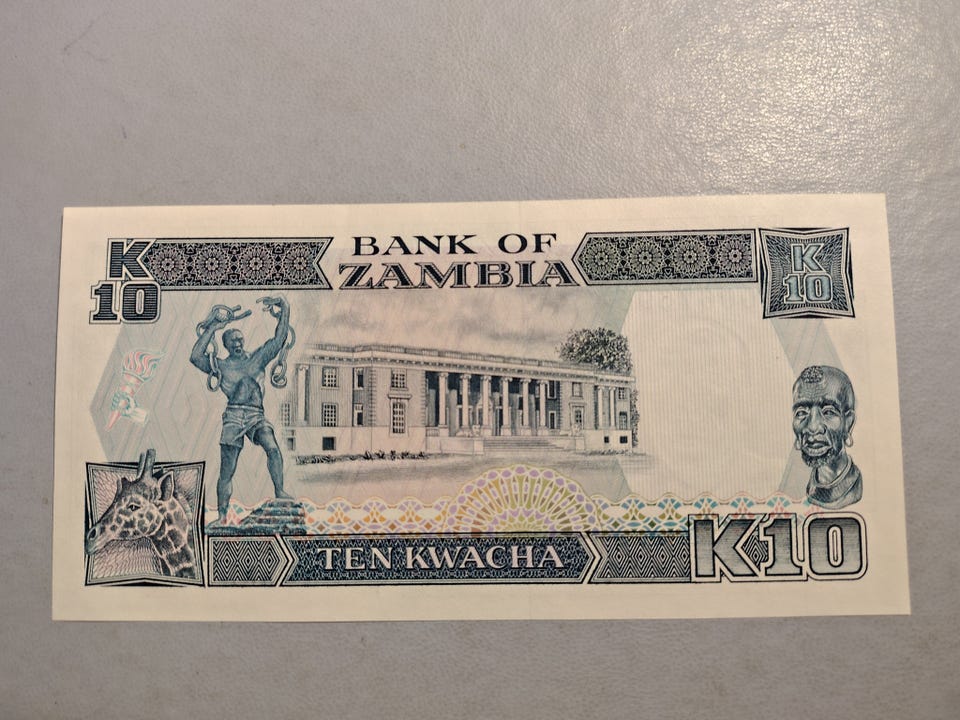 K
10
BANK OF
ZAMBIA
K
10
TEN KWACHA
K10